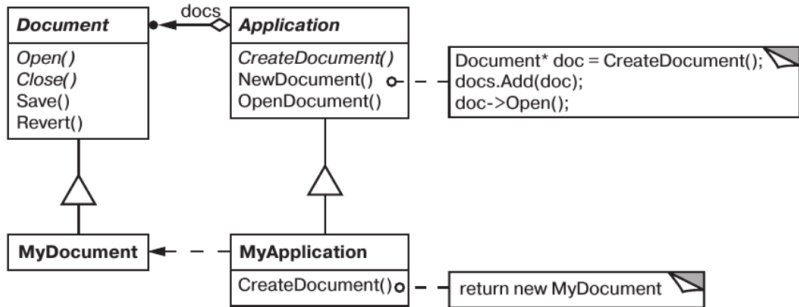 Document
Open()
Close()
Save()
Revert()
docs
Application
CreateDocument()
NewDocument()
OpenDocument()
Document* doc = CreateDocument();
docs.Add(doc);
doc->Open();
MyDocument
MyApplication
CreateDocument()
return new MyDocument